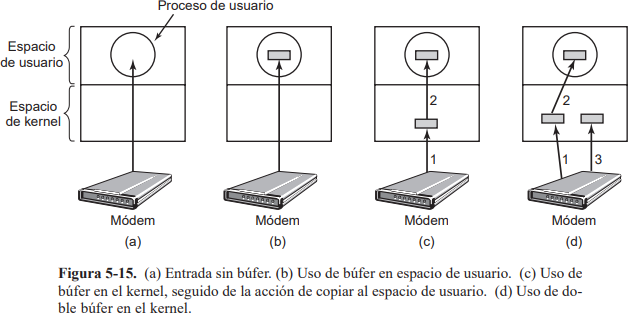 Proceso de usuario
Espacio
de usuario
Espacio
de kernel
2
2
1
1
3
Módem
Módem
Módem
Módem
(a)
(b)
(c)
(d)
Figura 5-15. (a) Entrada sin búfer. (b) Uso de búfer en espacio de usuario. (c) Uso de
búfer en el kernel, seguido de la acción de copiar al espacio de usuario. (d) Uso de do-
ble búfer en el kernel.